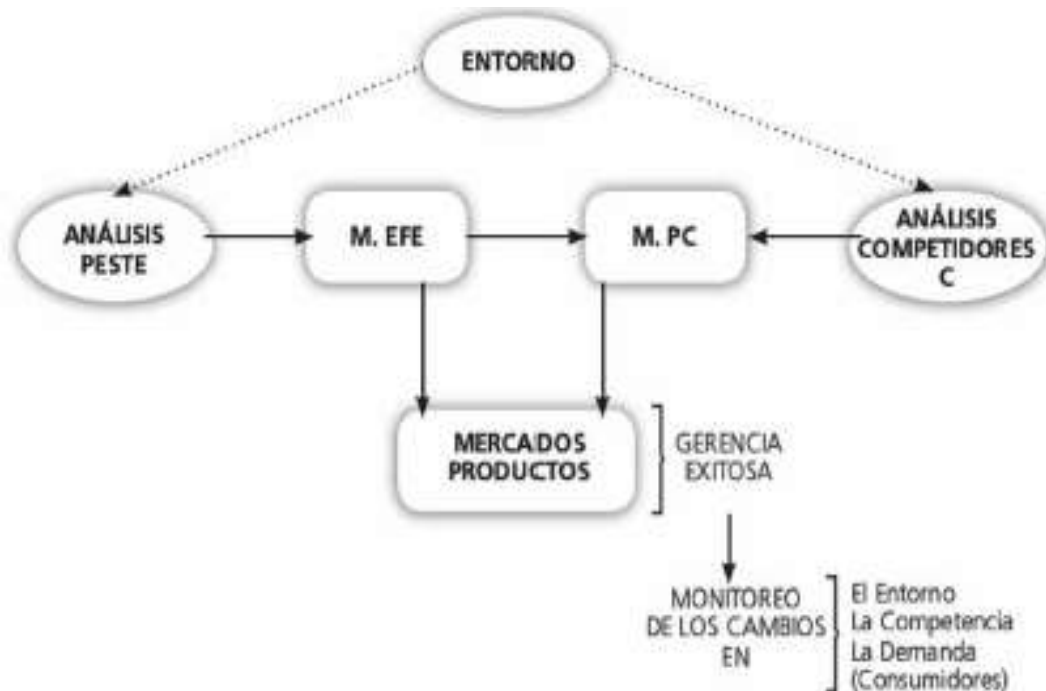 ENTORNO
ANÁLISIS
PESTE
M. EFE
M. PC
ANÁLISIS
COMPETIDORES
C
MERCADOS
PRODUCTOS
GERENCIA
EXITOSA
MONITOREO
DE LOS CAMBIOS
EN
El Entorno
La Competencia
La Demanda
(Consumidores)